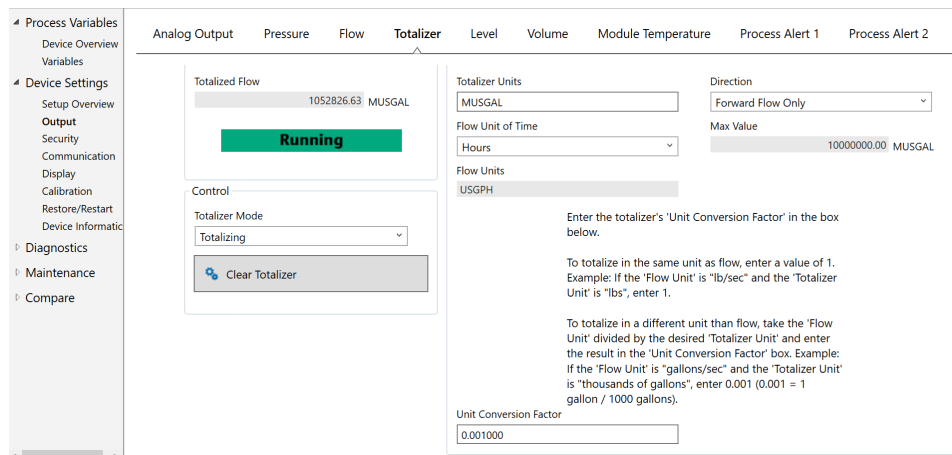 Process Variables
Device Overview
Variables
Device Settings
Setup Overview
Output
Security
Communication
Display
Calibration
Restore/Restart
Device Informatic
Diagnostics
Maintenance
Compare
Analog Output Pressure Flow Totalizer Level Volume Module Temperature Process Alert 1 Process Alert 2
Totalized Flow
1052826.63 MUSGAL
Running
Control
Totalizer Mode
Totalizing
Clear Totalizer
Totalizer Units
MUSGAL
Flow Unit of Time
Hours
Flow Units
USGPH
Direction
Forward Flow Only
Max Value
10000000.00 MUSGAL
Enter the totalizer's 'Unit Conversion Factor' in the box
below.
To totalize in the same unit as flow, enter a value of 1.
Example: If the 'Flow Unit' is "lb/sec" and the 'Totalizer
Unit' is "lbs", enter 1.
To totalize in a different unit than flow, take the 'Flow
Unit' divided by the desired 'Totalizer Unit' and enter
the result in the 'Unit Conversion Factor' box. Example:
If the 'Flow Unit' is "gallons/sec" and the 'Totalizer Unit'
is "thousands of gallons", enter 0.001 (0.001 = 1
gallon / 1000 gallons).
Unit Conversion Factor
0.001000